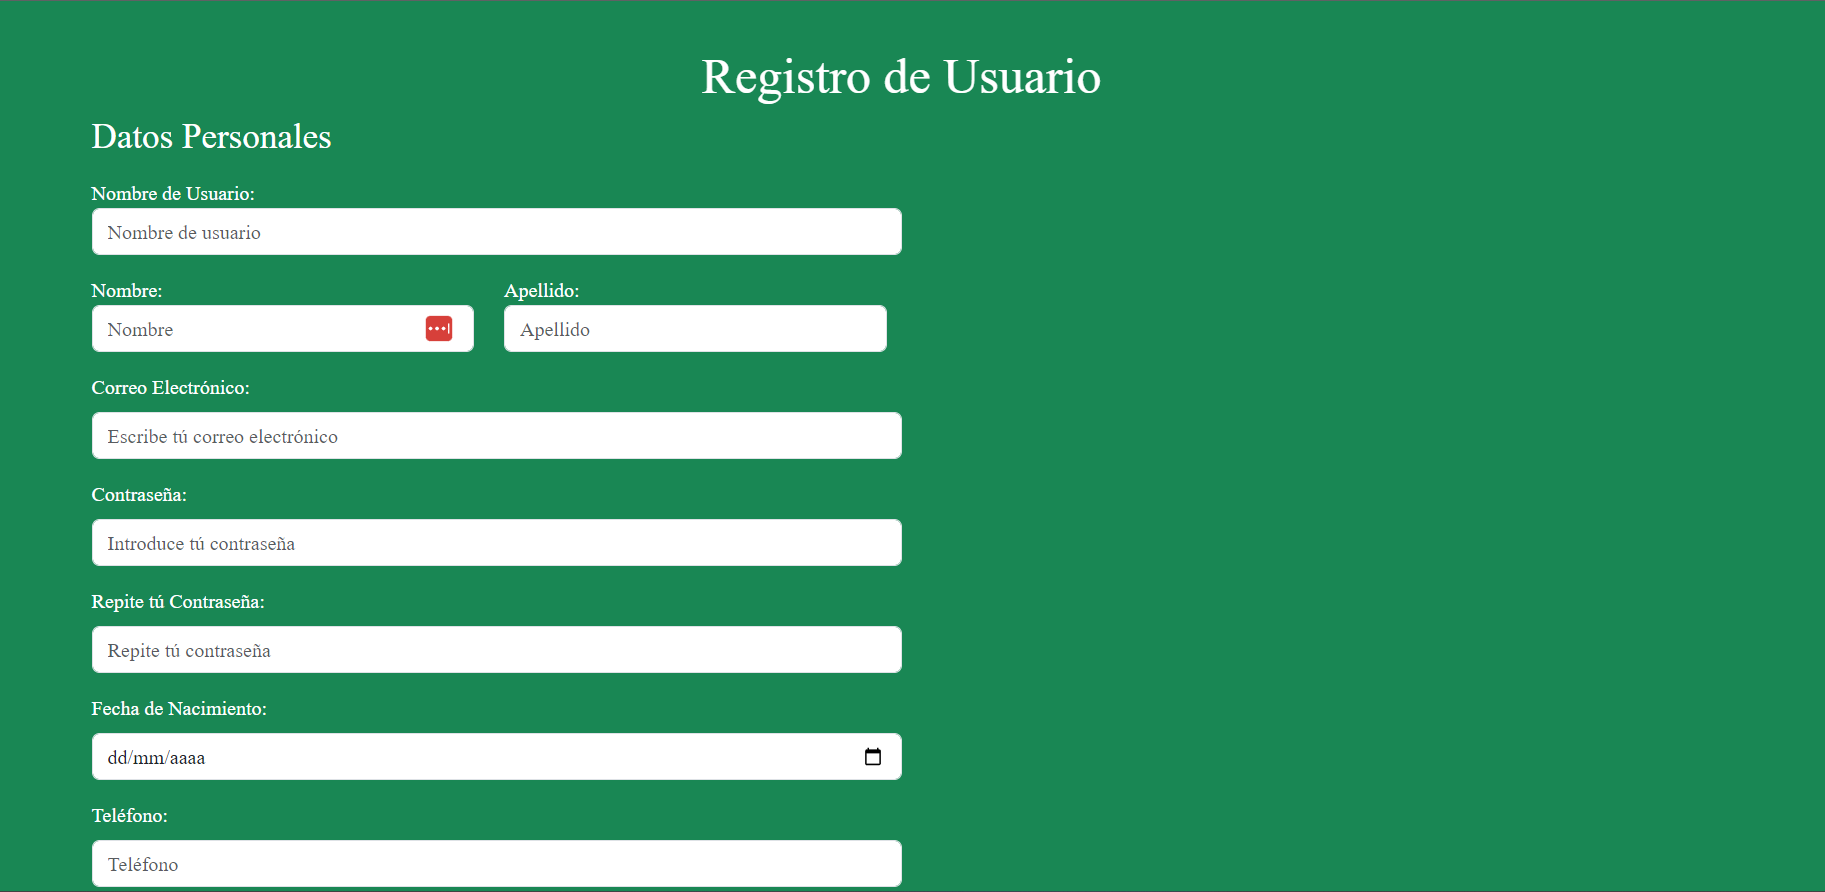 Registro de Usuario
Datos Personales
Nombre de Usuario:
Nombre de usuario
Nombre: Apellido:
Nombre Apellido
Correo Electrónico:
Escribe tú correo electrónico
Contraseña:
Introduce tú contraseña
Repite tú Contraseña:
Repite tú contraseña
Fecha de Nacimiento:
dd/mm/aaaa
Teléfono:
Teléfono